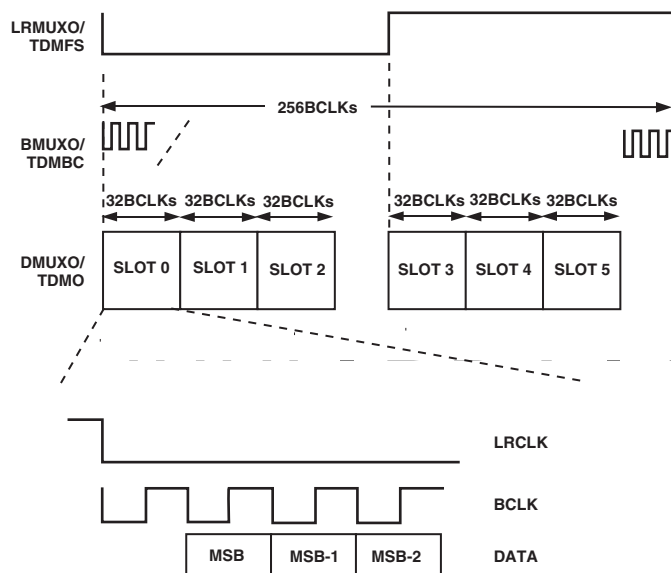 LRMUXO/
TDMFS
256BCLKs
BMUXO/
TDMBC
32BCLKs 32BCLKs 32BCLKs 32BCLKs 32BCLKs 32BCLKs
DMUXO/
TDMO
SLOT 0 SLOT 1 SLOT 2 SLOT 3 SLOT 4 SLOT 5
LRCLK
BCLK
MSB MSB-1 MSB-2 DATA